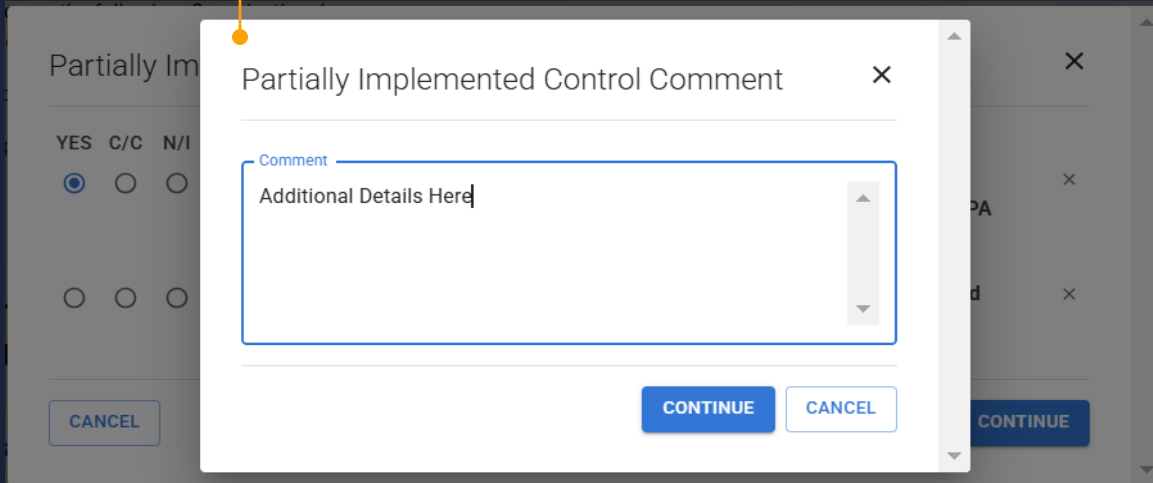 Partially Im
Partially Implemented Control Comment
YES C/C N/I
Comment
Additional Details Here
PA
d
CONTINUE
CANCEL
CANCEL
CONTINUE